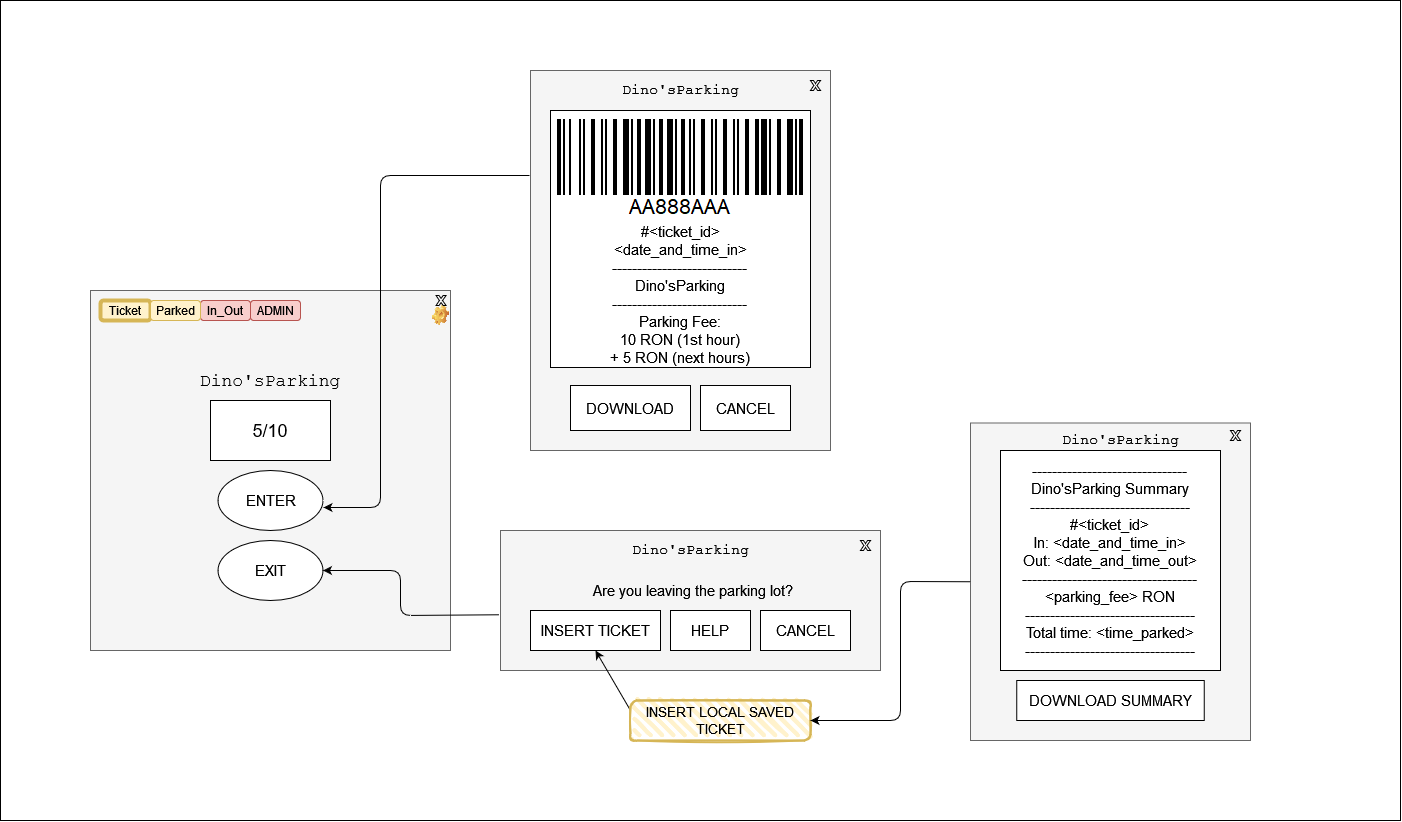 Dino'sParking
X
AA888AAA
#<ticket_id>
<date_and_time_in>
---------------------------
Dino'sParking
---------------------------
Parking Fee:
10 RON (1st hour)
+ 5 RON (next hours)
DOWNLOAD
CANCEL
Ticket
Parked
In_Out
ADMIN
X
Dino'sParking
5/10
ENTER
EXIT
Dino'sParking
X
Are you leaving the parking lot?
INSERT TICKET
HELP
CANCEL
INSERT LOCAL SAVED
TICKET
Dino'sParking
X
-------------------------------
Dino'sParking Summary
--------------------------------
#<ticket_id>
In: <date_and_time_in>
Out: <date_and_time_out>
-----------------------------------
<parking_fee> RON
----------------------------------
Total time: <time_parked>
----------------------------------
DOWNLOAD SUMMARY